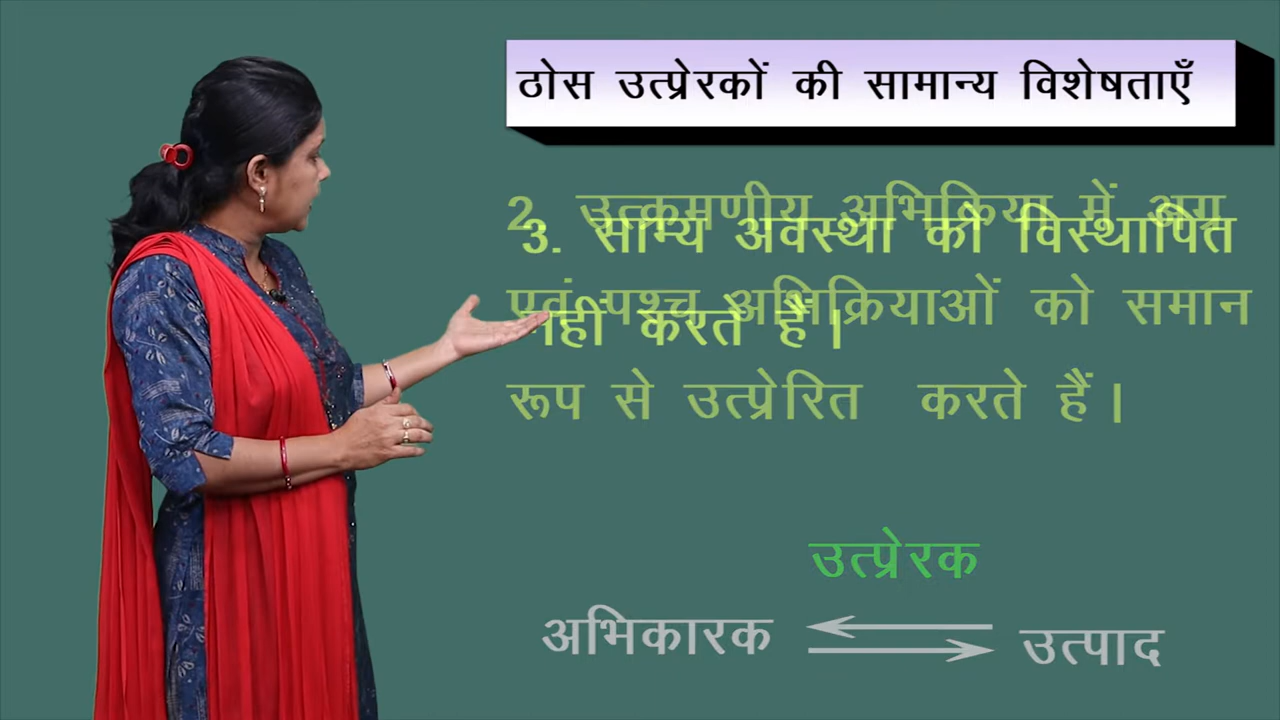 ठोस उत्प्रेरकों की सामान्य विशेषताएँ
2. उत्क्रमणीय अभिक्रिया में अग्र
एवं पश्च अभिक्रियाओं को समान
रूप से उत्प्रेरित करते हैं।
3. साम्य अवस्था को विस्थापित
नहीं करते हैं।
उत्प्रेरक
अभिकारक
उत्पाद